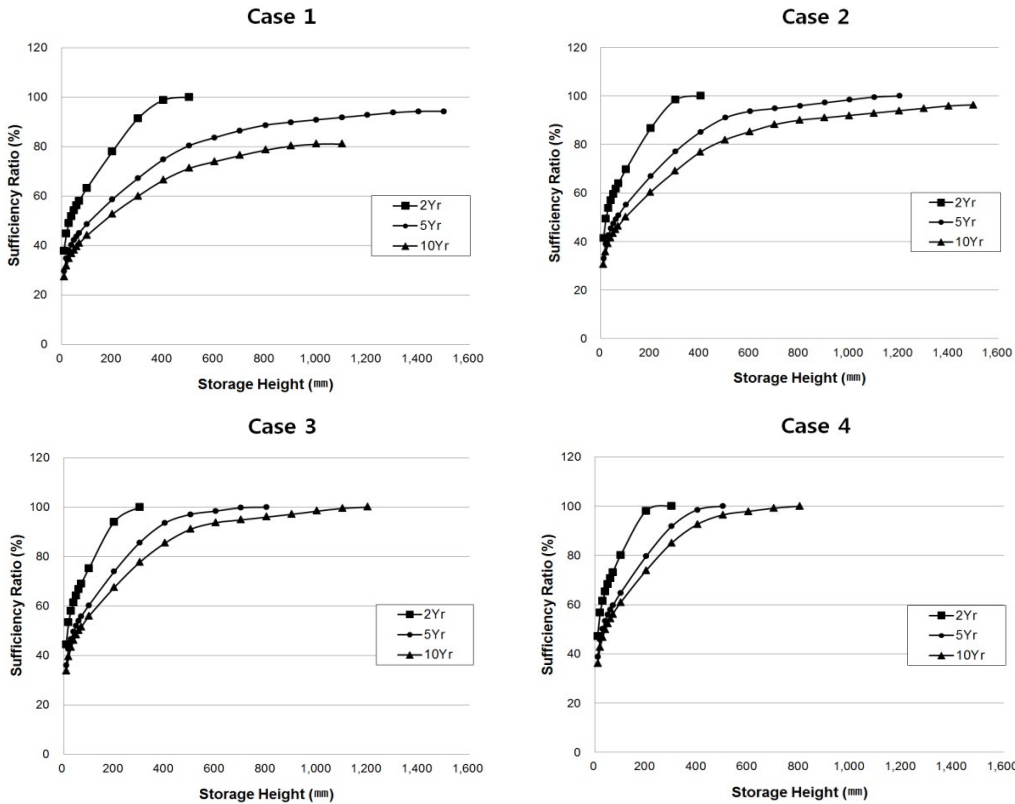 Case 1
120
100
80
60
40
20
0
Sufficiency Ratio (%)
2Yr
5Yr
10Yr
0 200 400 600 800 1,000 1,200 1,400 1,600
Storage Height (㎜)
Case 2
120
100
80
60
40
20
0
Sufficiency Ratio (%)
2Yr
5Yr
10Yr
0 200 400 600 800 1,000 1,200 1,400 1,600
Storage Height (㎜)
Case 3
120
100
80
60
40
20
0
Sufficiency Ratio (%)
2Yr
5Yr
10Yr
0 200 400 600 800 1,000 1,200 1,400 1,600
Storage Height (㎜)
Case 4
120
100
80
60
40
20
0
Sufficiency Ratio (%)
2Yr
5Yr
10Yr
0 200 400 600 800 1,000 1,200 1,400 1,600
Storage Height (㎜)